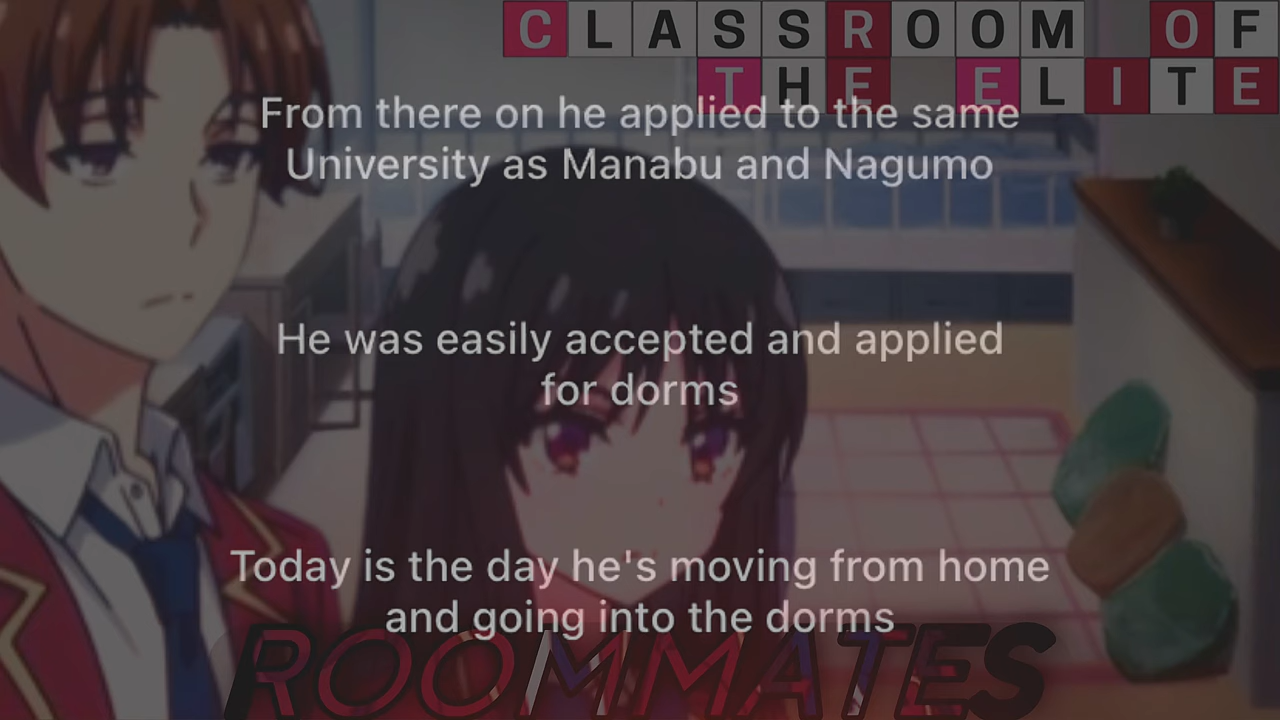 CLASSROOM OF
THE ELITE
From there on he applied to the same
University as Manabu and Nagumo
He was easily accepted and applied
for dorms
Today is the day he's moving from home
and going into the dorms
ROOMMATES